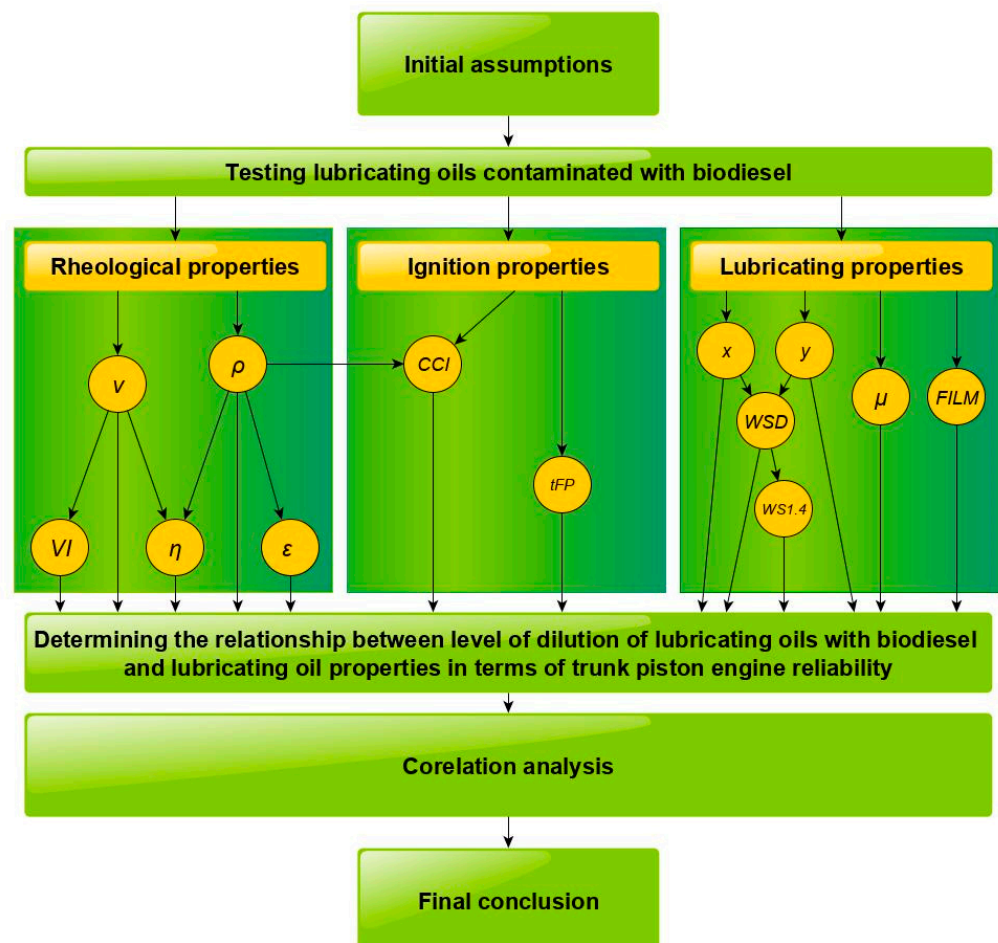 Initial assumptions
Testing lubricating oils contaminated with biodiesel
Rheological properties
Ignition properties
Lubricating properties
ν
ρ
CCI
x
y
μ
FILM
WSD
tFP
WS1.4
VI
η
ε
Determining the relationship between level of dilution of lubricating oils with biodiesel
and lubricating oil properties in terms of trunk piston engine reliability
Corelation analysis
Final conclusion